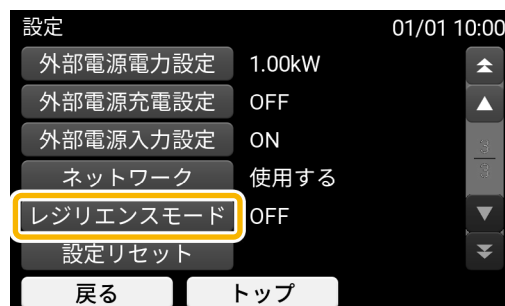 設定 01/01 10:00
外部電源電力設定 1.00kW
外部電源充電設定 OFF
外部電源入力設定 ON
ネットワーク 使用する
レジリエンスモード OFF
設定リセット
戻る トップ